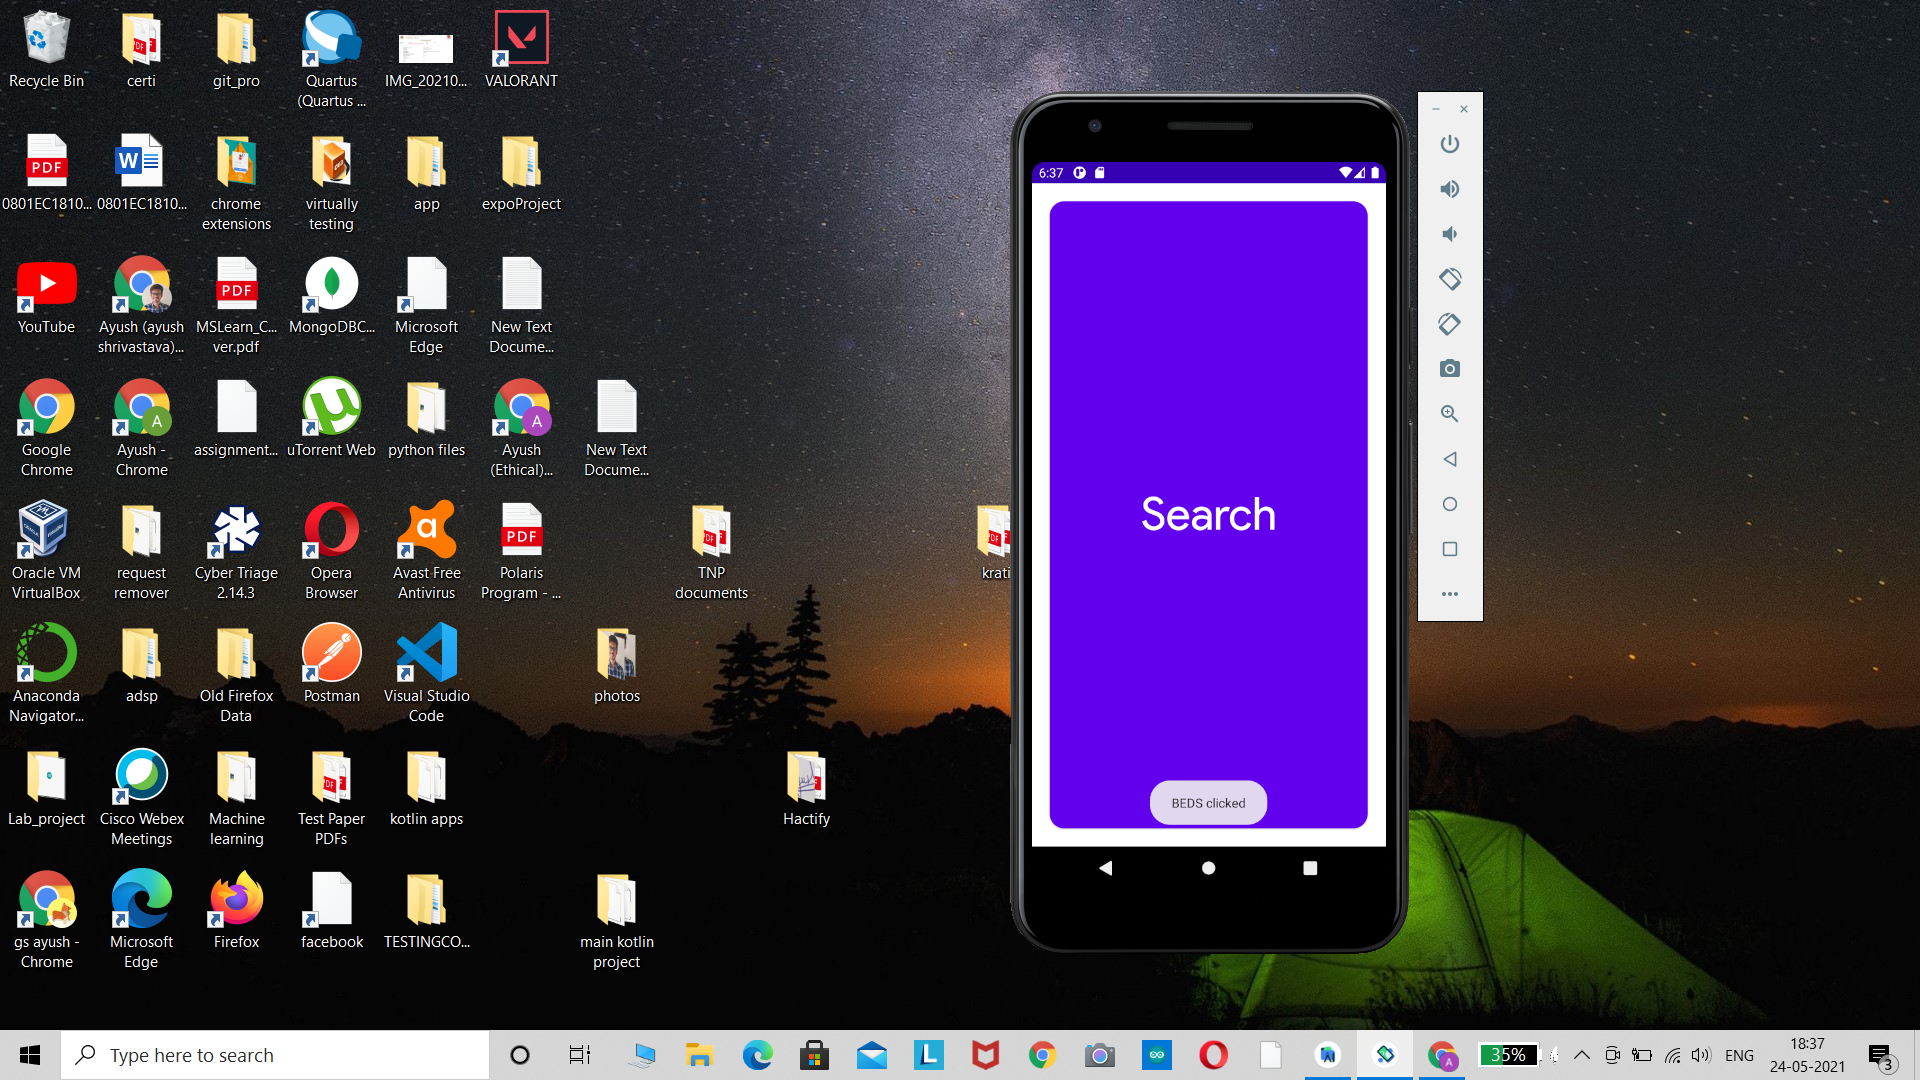 Recycle Bin
certi
git_pro
Quartus
(Quartus ...
IMG_20210...
VALORANT
PDF
0801EC1810...
W
0801EC1810...
chrome
extensions
virtually
testing
app
expoProject
YouTube
Ayush (ayush
shrivastava)...
PDF
MSLearn_C...
ver.pdf
MongoDBC...
Microsoft
Edge
New Text
Docume...
Google
Chrome
A
Ayush -
Chrome
assignment...
uTorrent Web
python files
A
Ayush
(Ethical)...
New Text
Docume...
Oracle VM
VirtualBox
request
remover
Cyber Triage
2.14.3
Opera
Browser
Avast Free
Antivirus
PDF
Polaris
Program - ...
TNP
documents
krati
Anaconda
Navigator...
adsp
Old Firefox
Data
Postman
Visual Studio
Code
photos
Lab_project
Cisco Webex
Meetings
Machine
learning
Test Paper
PDFs
kotlin apps
Hactify
gs ayush -
Chrome
Microsoft
Edge
Firefox
facebook
TESTINGCO...
main kotlin
project
6:37
Search
BEDS clicked
Type here to search
L
A
35%
ENG
18:37
24-05-2021
3